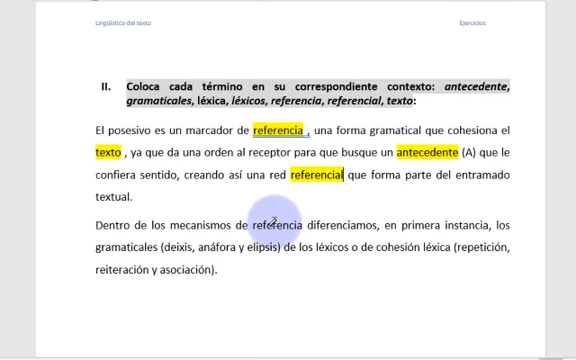 Lingüística del texto Ejercicios
II. Coloca cada término en su correspondiente contexto: antecedente,
gramaticales, léxica, léxicos, referencia, referencial, texto:
El posesivo es un marcador de referencia , una forma gramatical que cohesiona el
texto , ya que da una orden al receptor para que busque un antecedente (A) que le
confiera sentido, creando así una red referencial que forma parte del entramado
textual.
Dentro de los mecanismos de referencia diferenciamos, en primera instancia, los
gramaticales (deixis, anáfora y elipsis) de los léxicos o de cohesión léxica (repetición,
reiteración y asociación).